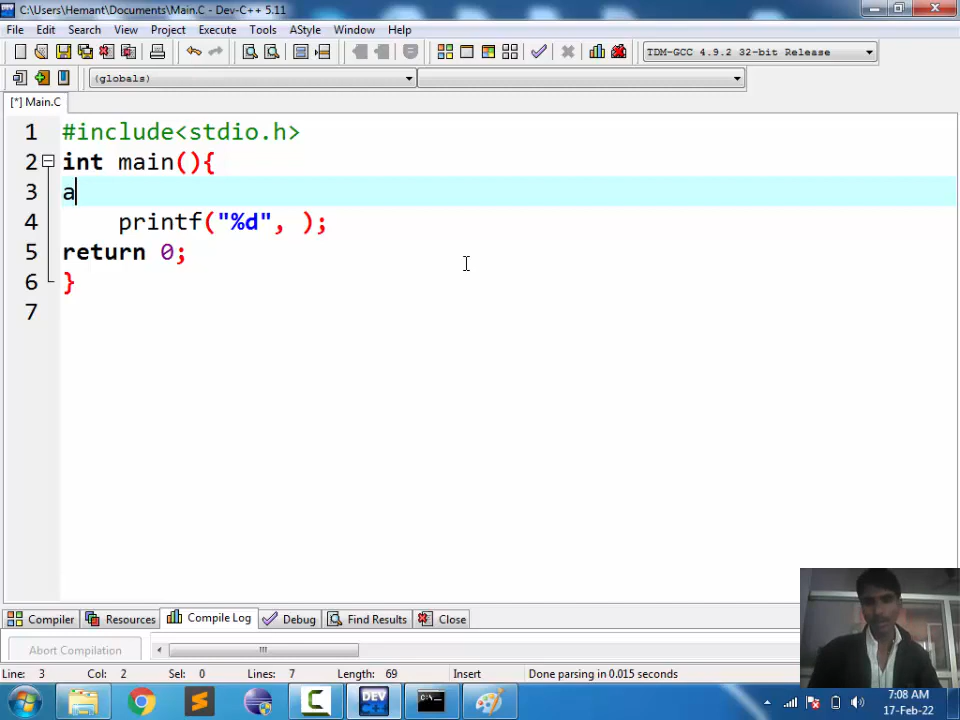 C:\Users\Hemant\Documents\Main.C - Dev-C++ 5.11
File Edit Search View Project Execute Tools AStyle Window Help
TDM-GCC 4.9.2 32-bit Release
(globals)
[*] Main.C
1 #include<stdio.h>
2 int main(){
3 a
4 printf("%d", );
5 return 0;
6 }
7
Compiler Resources Compile Log Debug Find Results Close
Abort Compilation
Line: 3 Col: 2 Sel: 0 Lines: 7 Length: 69 Insert Done parsing in 0.015 seconds
DEV
C:\
7:08 AM
17-Feb-22